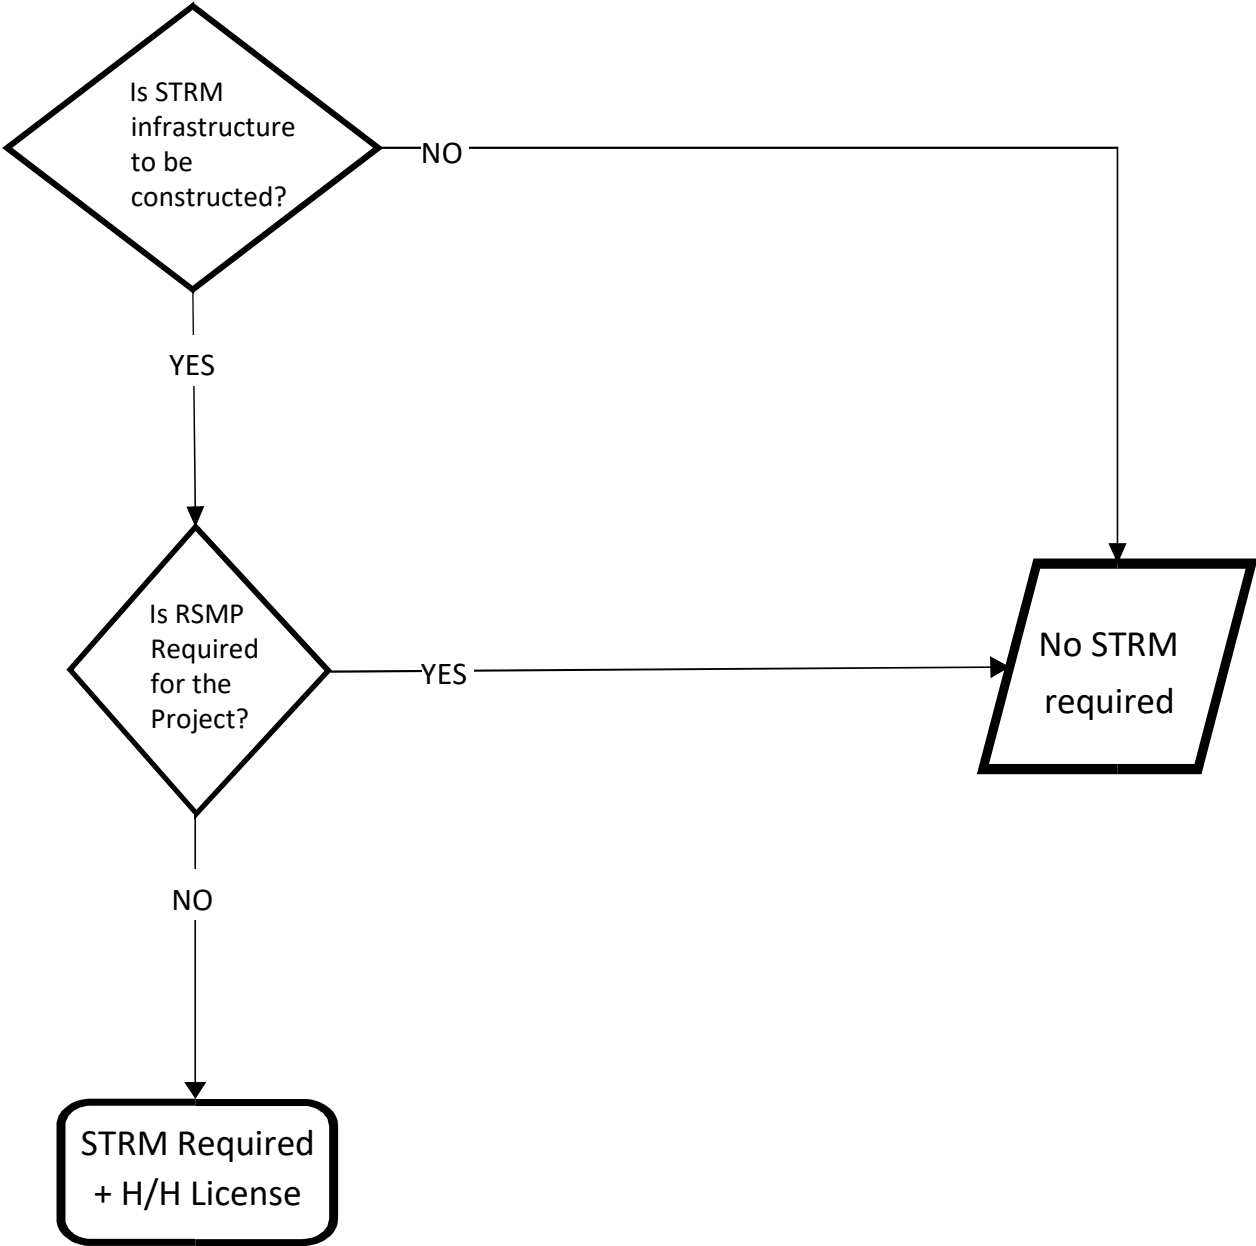 Is STRM
infrastructure
to be
constructed?
NO
YES
Is RSMP
Required
for the
Project?
YES
No STRM
required
NO
STRM Required
+ H/H License